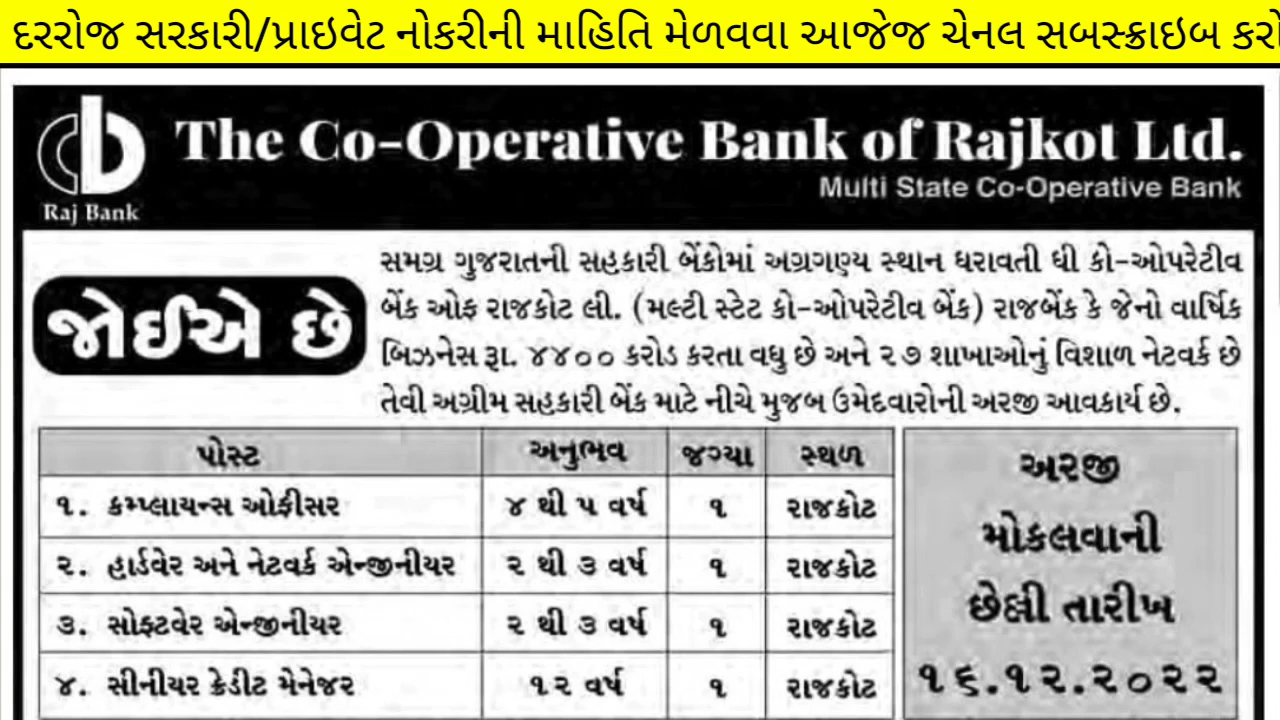 દરરોજ સરકારી/પ્રાઇવેટ નોકરીની માહિતિ મેળવવા આજેજ ચેનલ સબસ્ક્રાઇબ કરો
The Co-Operative Bank of Rajkot Ltd.
Multi State Co-Operative Bank
Raj Bank
જોઈએ છે
સમગ્ર ગુજરાતની સહકારી બેંકોમાં અગ્રગણ્ય સ્થાન ધરાવતી ધી કો-ઓપરેટીવ
બેંક ઓફ રાજકોટ લી. (મલ્ટી સ્ટેટ કો-ઓપરેટીવ બેંક) રાજબેંક કે જેનો વાર્ષિક
બિઝનેસ રૂા. ૪૪૦૦ કરોડ કરતા વધુ છે અને ૨૭ શાખાઓનું વિશાળ નેટવર્ક છે
તેવી અગ્રીમ સહકારી બેંક માટે નીચે મુજબ ઉમેદવારોની અરજી આવકાર્ય છે.
પોસ્ટ અનુભવ જગ્યા સ્થળ
૧. કમ્પ્લાયન્સ ઓફીસર ૪ થી ૫ વર્ષ ૧ રાજકોટ
૨. હાર્ડવેર અને નેટવર્ક એન્જીનીયર ૨ થી ૩ વર્ષ ૧ રાજકોટ
૩. સોફ્ટવેર એન્જીનીયર ૨ થી ૩ વર્ષ ૧ રાજકોટ
૪. સીનીયર ક્રેડીટ મેનેજર ૧૨ વર્ષ ૧ રાજકોટ
અરજી
મોકલવાની
છેલ્લી તારીખ
૧૬.૧૨.૨૦૨૨